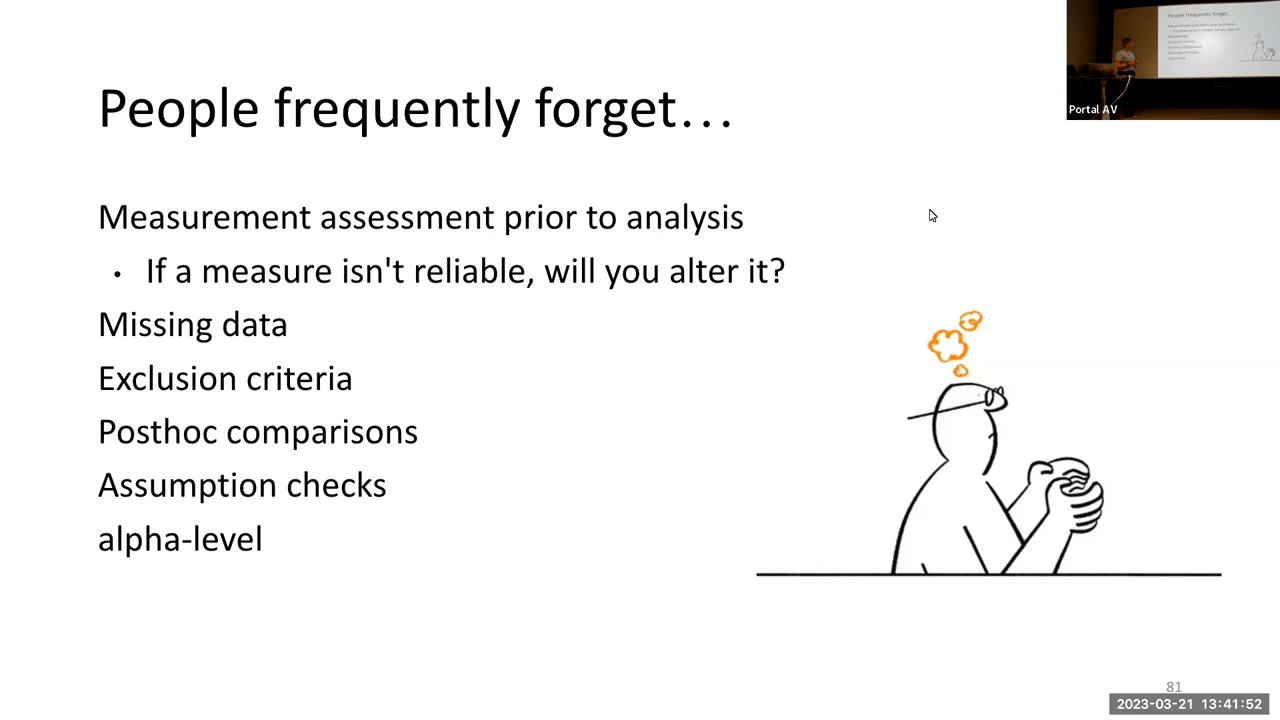 People frequently forget…
Measurement assessment prior to analysis
• If a measure isn't reliable, will you alter it?
Missing data
Exclusion criteria
Posthoc comparisons
Assumption checks
alpha-level
Portal AV
81
2023-03-21 13:41:52